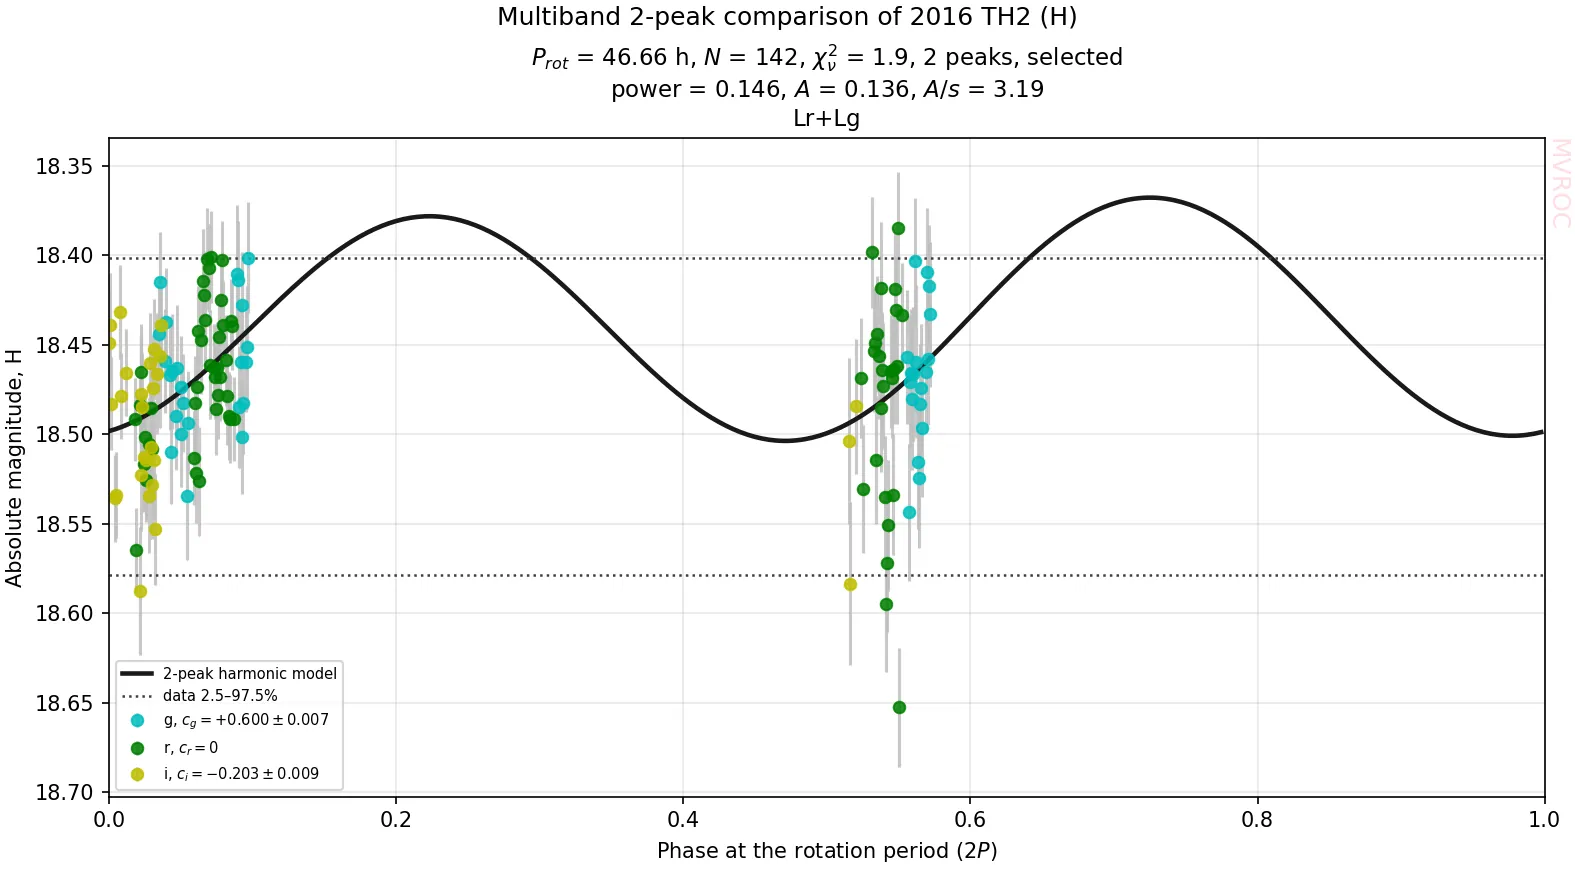 Multiband 2-peak comparison of 2016 TH2 (H)
P_rot = 46.66 h, N = 142, χ²_ν = 1.9, 2 peaks, selected
power = 0.146, A = 0.136, A/s = 3.19
Lr+Lg
MVROC
Absolute magnitude, H
18.35
18.40
18.45
18.50
18.55
18.60
18.65
18.70
2-peak harmonic model
data 2.5–97.5%
g, c_g = +0.600 ± 0.007
r, c_r = 0
i, c_i = −0.203 ± 0.009
0.0 0.2 0.4 0.6 0.8 1.0
Phase at the rotation period (2P)